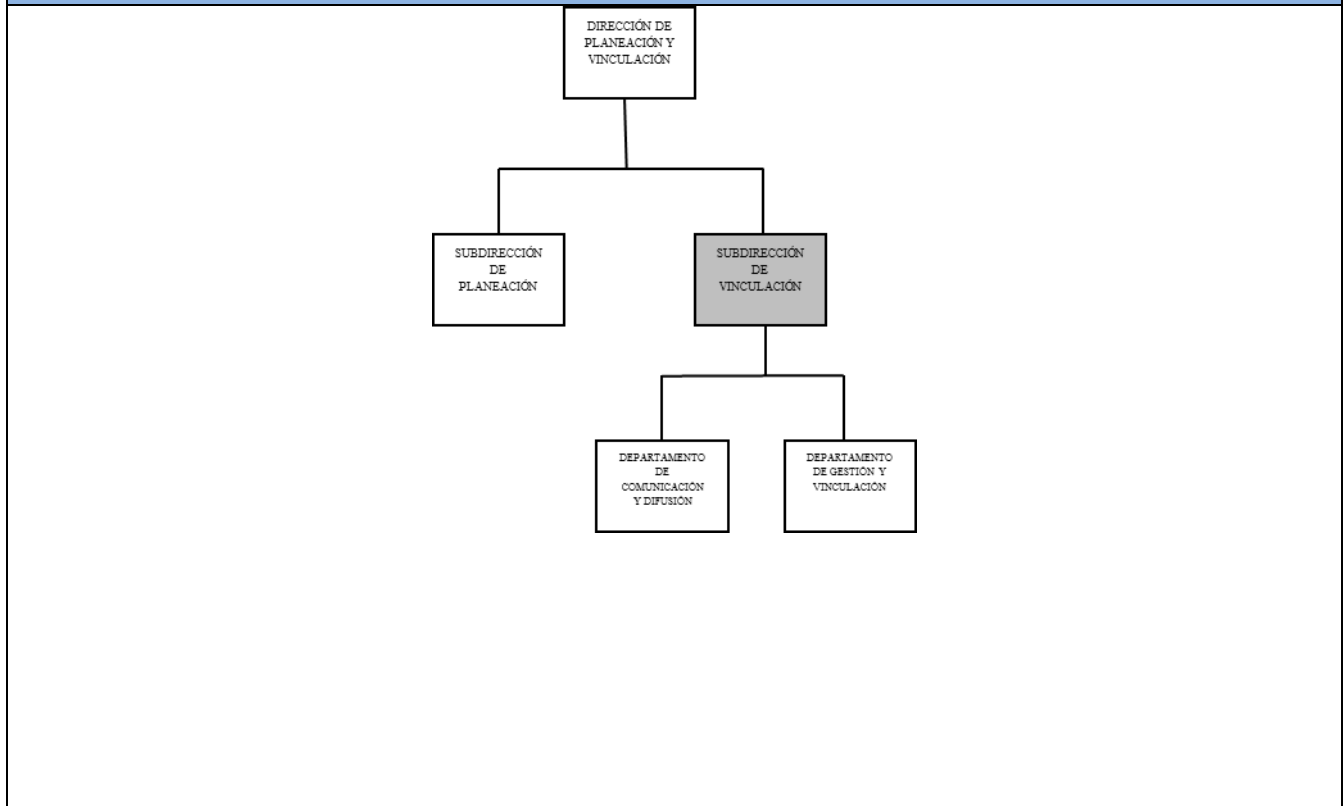 DIRECCIÓN DE
PLANEACIÓN Y
VINCULACIÓN
SUBDIRECCIÓN
DE
PLANEACIÓN
SUBDIRECCIÓN
DE
VINCULACIÓN
DEPARTAMENTO
DE
COMUNICACIÓN
Y DIFUSIÓN
DEPARTAMENTO
DE GESTIÓN Y
VINCULACIÓN